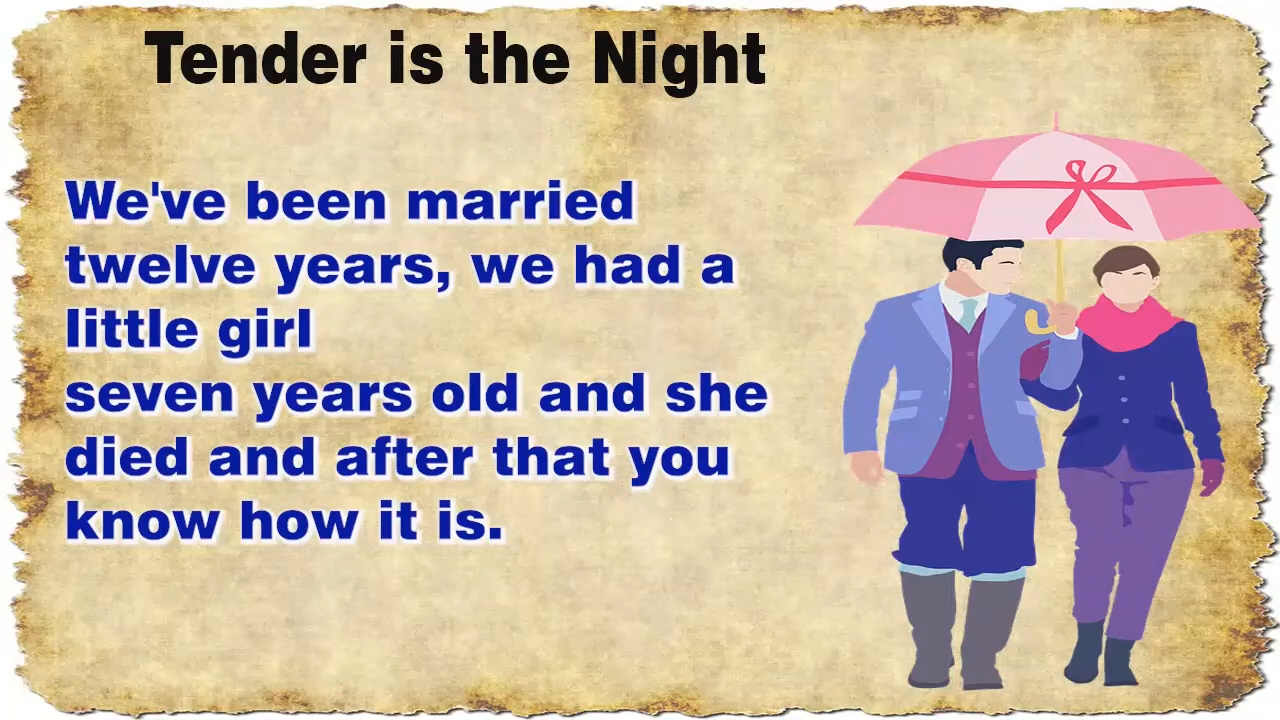 Tender is the Night
We've been married
twelve years, we had a
little girl
seven years old and she
died and after that you
know how it is.